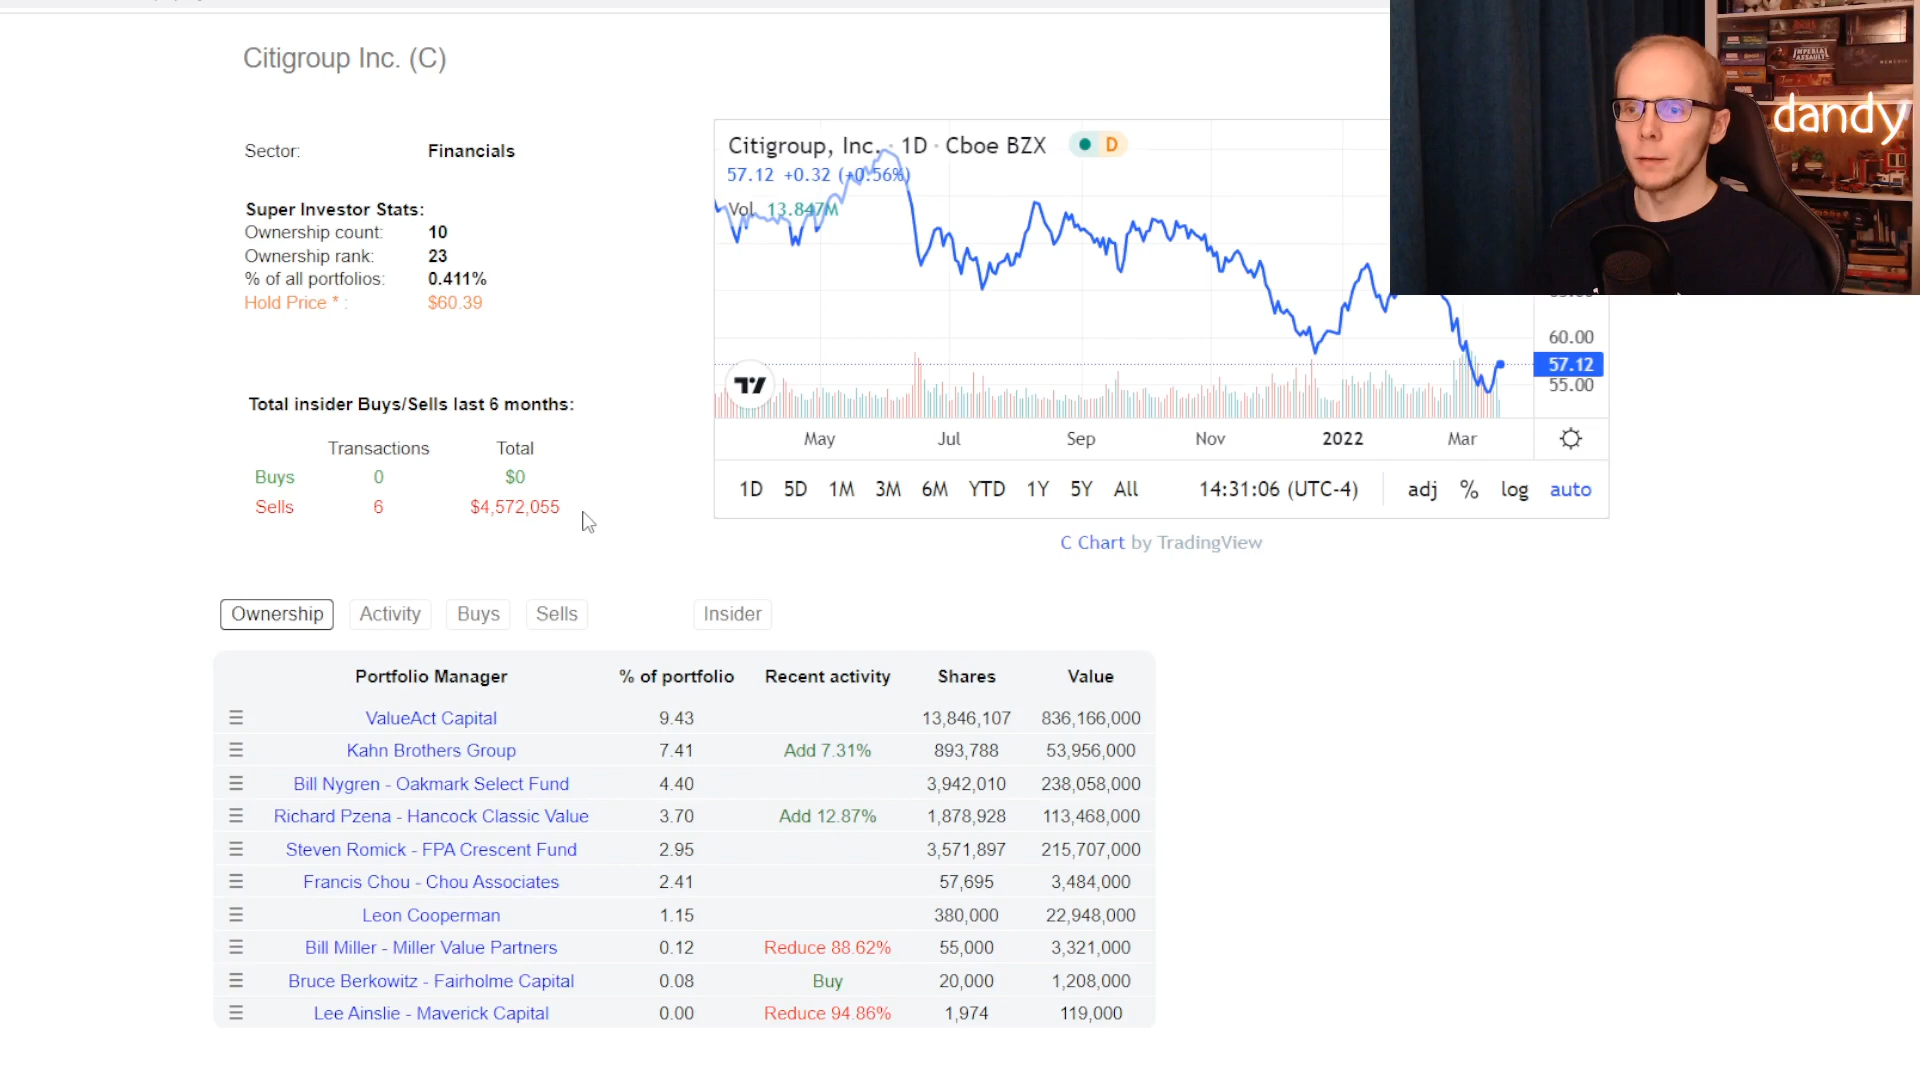 Citigroup Inc. (C)
Sector: Financials
Super Investor Stats:
Ownership count: 10
Ownership rank: 23
% of all portfolios: 0.411%
Hold Price * : $60.39
Total insider Buys/Sells last 6 months:
Transactions Total
Buys 0 $0
Sells 6 $4,572,055
Citigroup, Inc. · 1D · Cboe BZX D
57.12 +0.32 (+0.56%)
Vol 13.847M
60.00
57.12
55.00
May Jul Sep Nov 2022 Mar
1D 5D 1M 3M 6M YTD 1Y 5Y All 14:31:06 (UTC-4) adj % log auto
C Chart by TradingView
IMPERIAL
ASSAULT
dandy
Ownership Activity Buys Sells Insider
Portfolio Manager % of portfolio Recent activity Shares Value
ValueAct Capital 9.43 13,846,107 836,166,000
Kahn Brothers Group 7.41 Add 7.31% 893,788 53,956,000
Bill Nygren - Oakmark Select Fund 4.40 3,942,010 238,058,000
Richard Pzena - Hancock Classic Value 3.70 Add 12.87% 1,878,928 113,468,000
Steven Romick - FPA Crescent Fund 2.95 3,571,897 215,707,000
Francis Chou - Chou Associates 2.41 57,695 3,484,000
Leon Cooperman 1.15 380,000 22,948,000
Bill Miller - Miller Value Partners 0.12 Reduce 88.62% 55,000 3,321,000
Bruce Berkowitz - Fairholme Capital 0.08 Buy 20,000 1,208,000
Lee Ainslie - Maverick Capital 0.00 Reduce 94.86% 1,974 119,000